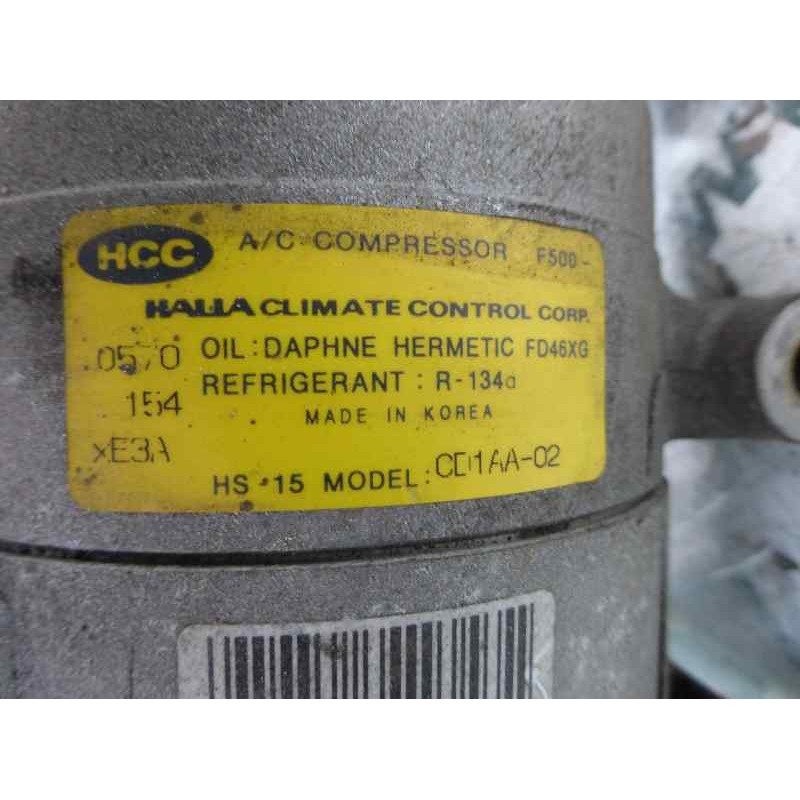 HCC A/C COMPRESSOR F500-
HALLA CLIMATE CONTROL CORP.
0570 OIL : DAPHNE HERMETIC FD46XG
154 REFRIGERANT : R-134a
MADE IN KOREA
xE3A
HS 15 MODEL: CD1AA-02